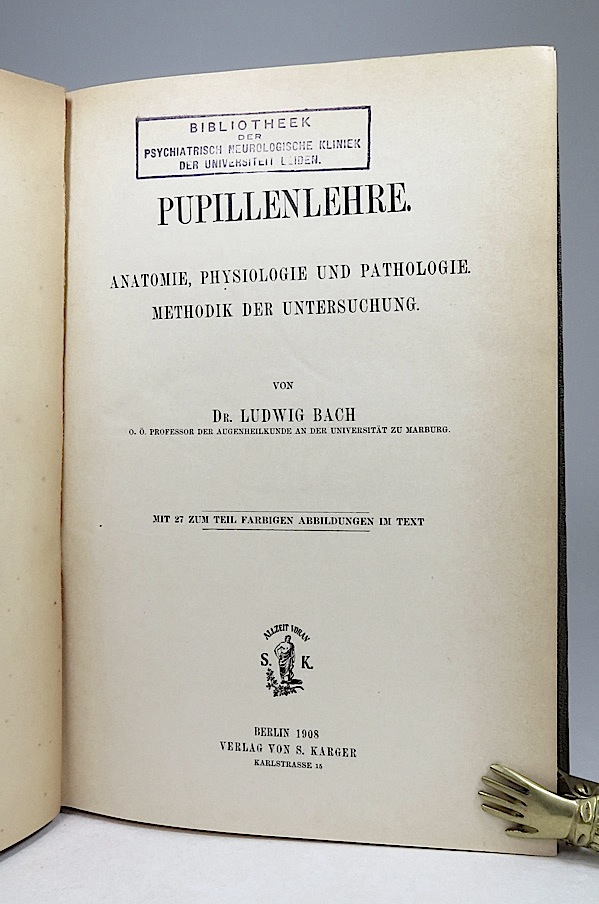 BIBLIOTHEEK
DER
PSYCHIATRISCH NEUROLOGISCHE KLINIEK
DER UNIVERSITEIT LEIDEN.
PUPILLENLEHRE.
ANATOMIE, PHYSIOLOGIE UND PATHOLOGIE.
METHODIK DER UNTERSUCHUNG.
VON
DR. LUDWIG BACH
O. Ö. PROFESSOR DER AUGENHEILKUNDE AN DER UNIVERSITÄT ZU MARBURG.
MIT 27 ZUM TEIL FARBIGEN ABBILDUNGEN IM TEXT
ALLZEIT VORAN
S. K.
BERLIN 1908
VERLAG VON S. KARGER
KARLSTRASSE 15